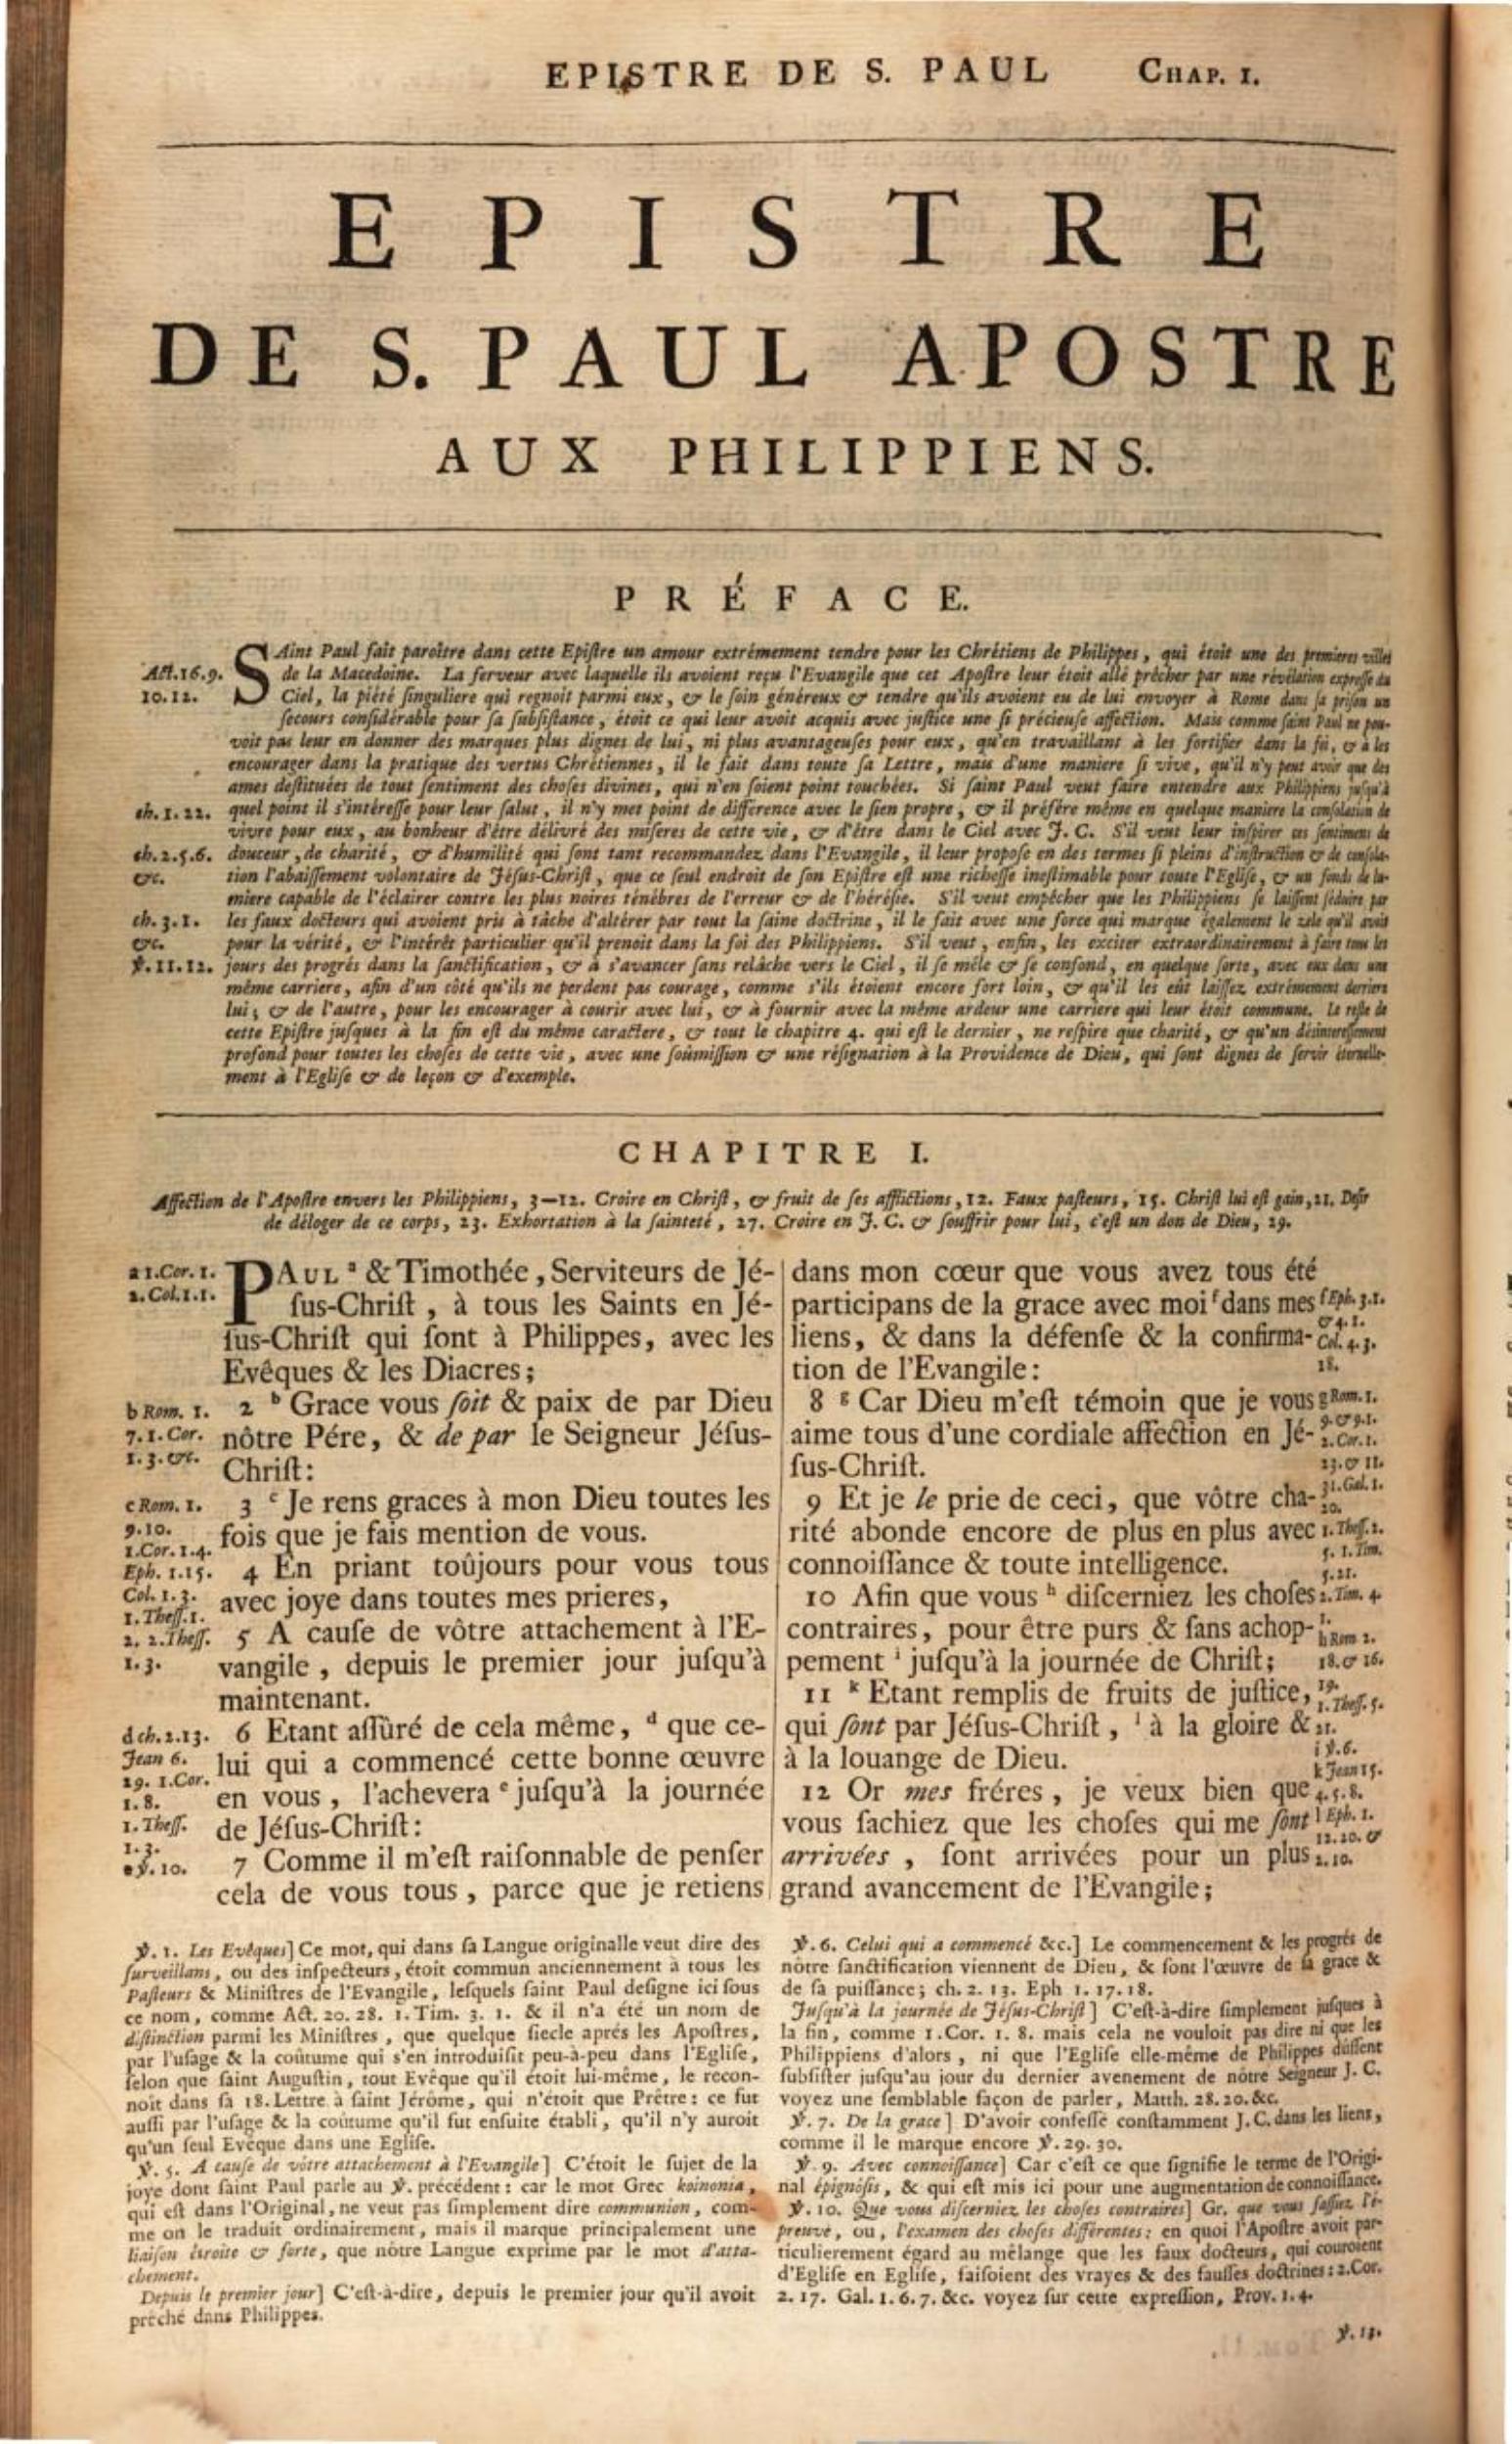 EPISTRE DE S. PAUL CHAP. I.
EPISTRE
DE S. PAUL APOSTRE
AUX PHILIPPIENS.
PRÉFACE.
SAint Paul fait paroître dans cette Epiſtre un amour extrémement tendre pour les Chrétiens de Philippes, qui étoit une des premieres villes
de la Macedoine. La ferveur avec laquelle ils avoient reçu l'Evangile que cet Apoſtre leur étoit allé prêcher par une révélation expreſſe du
Ciel, la piété ſinguliere qui regnoit parmi eux, & le ſoin généreux & tendre qu'ils avoient eu de lui envoyer à Rome dans ſa priſon un
ſecours conſidérable pour ſa ſubſiſtance, étoit ce qui leur avoit acquis avec juſtice une ſi précieuſe affection. Mais comme ſaint Paul ne pou-
voit pas leur en donner des marques plus dignes de lui, ni plus avantageuſes pour eux, qu'en travaillant à les fortifier dans la foi, & à les
encourager dans la pratique des vertus Chrétiennes, il le fait dans toute ſa Lettre, mais d'une maniere ſi vive, qu'il n'y peut avoir que des
ames deſtituées de tout ſentiment des choſes divines, qui n'en ſoient point touchées. Si ſaint Paul veut faire entendre aux Philippiens juſqu'à
quel point il s'intéreſſe pour leur ſalut, il n'y met point de difference avec le ſien propre, & il préfére même en quelque maniere la conſolation de
vivre pour eux, au bonheur d'être délivré des miſeres de cette vie, & d'être dans le Ciel avec J. C. S'il veut leur inſpirer ces ſentimens de
douceur, de charité, & d'humilité qui ſont tant recommandez dans l'Evangile, il leur propoſe en des termes ſi pleins d'inſtruction & de conſola-
tion l'abaiſſement volontaire de Jéſus-Chriſt, que ce ſeul endroit de ſon Epiſtre eſt une richeſſe ineſtimable pour toute l'Egliſe, & un fonds de lu-
miere capable de l'éclairer contre les plus noires ténébres de l'erreur & de l'héréſie. S'il veut empêcher que les Philippiens ſe laiſſent ſéduire par
les faux docteurs qui avoient pris à tâche d'altérer par tout la ſaine doctrine, il le fait avec une force qui marque également le zele qu'il avoit
pour la vérité, & l'intérêt particulier qu'il prenoit dans la foi des Philippiens. S'il veut, enfin, les exciter extraordinairement à faire tous les
jours des progrès dans la ſanctification, & à s'avancer ſans relâche vers le Ciel, il ſe mêle & ſe confond, en quelque ſorte, avec eux dans une
même carriere, afin d'un côté qu'ils ne perdent pas courage, comme s'ils étoient encore fort loin, & qu'il les eût laiſſez extrémement derriere
lui; & de l'autre, pour les encourager à courir avec lui, & à fournir avec la même ardeur une carriere qui leur étoit commune. Le reſte de
cette Epiſtre juſques à la fin eſt du même caractere, & tout le chapitre 4. qui eſt le dernier, ne reſpire que charité, & qu'un déſintereſſement
profond pour toutes les choſes de cette vie, avec une ſoûmiſſion & une réſignation à la Providence de Dieu, qui ſont dignes de ſervir éternelle-
ment à l'Egliſe & de leçon & d'exemple.
Act.16.9.
10.12.
ch. 1. 22.
ch. 2.5.6.
&c.
ch. 3.1.
&c.
℣.11.12.
CHAPITRE I.
Affection de l'Apoſtre envers les Philippiens, 3—12. Croire en Chriſt, & fruit de ſes afflictions, 12. Faux paſteurs, 15. Chriſt lui eſt gain, 21. Deſir
de déloger de ce corps, 23. Exhortation à la ſainteté, 27. Croire en J. C. & ſouffrir pour lui, c'eſt un don de Dieu, 29.
PAUL a & Timothée, Serviteurs de Jé-
ſus-Chriſt, à tous les Saints en Jé-
ſus-Chriſt qui ſont à Philippes, avec les
Evêques & les Diacres;
2 b Grace vous ſoit & paix de par Dieu
nôtre Pére, & de par le Seigneur Jéſus-
Chriſt:
3 c Je rens graces à mon Dieu toutes les
fois que je fais mention de vous.
4 En priant toûjours pour vous tous
avec joye dans toutes mes prieres,
5 A cauſe de vôtre attachement à l'E-
vangile, depuis le premier jour juſqu'à
maintenant.
6 Etant aſſûré de cela même, d que ce-
lui qui a commencé cette bonne œuvre
en vous, l'achevera e juſqu'à la journée
de Jéſus-Chriſt:
7 Comme il m'eſt raiſonnable de penſer
cela de vous tous, parce que je retiens
a 1.Cor. 1.
2. Col.1.1.
b Rom. 1.
7. 1. Cor.
1. 3. &c.
c Rom. 1.
9.10.
1.Cor. 1.4.
Eph. 1.15.
Col. 1.3.
1. Theſſ.1.
2. 2.Theſſ.
1.3.
d ch.2.13.
Jean 6.
29. 1.Cor.
1.8.
1. Theſſ.
1.3.
e ℣. 10.
dans mon cœur que vous avez tous été
participans de la grace avec moi f dans mes
liens, & dans la défenſe & la confirma-
tion de l'Evangile:
8 g Car Dieu m'eſt témoin que je vous
aime tous d'une cordiale affection en Jé-
ſus-Chriſt.
9 Et je le prie de ceci, que vôtre cha-
rité abonde encore de plus en plus avec
connoiſſance & toute intelligence.
10 Afin que vous h diſcerniez les choſes
contraires, pour être purs & ſans achop-
pement i juſqu'à la journée de Chriſt;
11 k Etant remplis de fruits de juſtice,
qui ſont par Jéſus-Chriſt, l à la gloire &
à la louange de Dieu.
12 Or mes fréres, je veux bien que
vous ſachiez que les choſes qui me ſont
arrivées, ſont arrivées pour un plus
grand avancement de l'Evangile;
f Eph. 3.1.
& 4.1.
Col. 4.3.
18.
g Rom. 1.
9. & 9.1.
2. Cor. 1.
23. & 11.
31. Gal. 1.
20.
1. Theſſ. 2.
5. 1. Tim.
5.21.
2. Tim. 4.
1.
h Rom 2.
18. & 16.
19.
1. Theſſ. 5.
21.
i ℣.6.
k Jean 15.
4.5.8.
l Eph. 1.
12.20. &
2.10.
℣. 1. Les Evêques] Ce mot, qui dans ſa Langue originalle veut dire des
ſurveillans, ou des inſpecteurs, étoit commun anciennement à tous les
Paſteurs & Miniſtres de l'Evangile, leſquels ſaint Paul deſigne ici ſous
ce nom, comme Act. 20. 28. 1. Tim. 3. 1. & il n'a été un nom de
diſtinction parmi les Miniſtres, que quelque ſiecle aprés les Apoſtres,
par l'uſage & la coûtume qui s'en introduiſit peu-à-peu dans l'Egliſe,
ſelon que ſaint Auguſtin, tout Evêque qu'il étoit lui-même, le recon-
noit dans ſa 18. Lettre à ſaint Jérôme, qui n'étoit que Prêtre: ce fut
auſſi par l'uſage & la coûtume qu'il fut enſuite établi, qu'il n'y auroit
qu'un ſeul Evêque dans une Egliſe.
℣. 5. A cauſe de vôtre attachement à l'Evangile] C'étoit le ſujet de la
joye dont ſaint Paul parle au ℣. précédent: car le mot Grec koinonia,
qui eſt dans l'Original, ne veut pas ſimplement dire communion, com-
me on le traduit ordinairement, mais il marque principalement une
liaiſon étroite & forte, que nôtre Langue exprime par le mot d'atta-
chement.
Depuis le premier jour] C'eſt-à-dire, depuis le premier jour qu'il avoit
prêché dans Philippes.
℣. 6. Celui qui a commencé &c.] Le commencement & les progrés de
nôtre ſanctification viennent de Dieu, & ſont l'œuvre de ſa grace &
de ſa puiſſance; ch. 2. 13. Eph 1. 17. 18.
Juſqu'à la journée de Jéſus-Chriſt] C'eſt-à-dire ſimplement juſques à
la fin, comme 1.Cor. 1. 8. mais cela ne vouloit pas dire ni que les
Philippiens d'alors, ni que l'Egliſe elle-même de Philippes dûſſent
ſubſiſter juſqu'au jour du dernier avenement de nôtre Seigneur J. C.
voyez une ſemblable façon de parler, Matth. 28. 20. &c.
℣. 7. De la grace] D'avoir confeſſé conſtamment J. C. dans les liens,
comme il le marque encore ℣. 29. 30.
℣. 9. Avec connoiſſance] Car c'eſt ce que ſignifie le terme de l'Origi-
nal épignôſis, & qui eſt mis ici pour une augmentation de connoiſſance.
℣. 10. Que vous diſcerniez les choſes contraires] Gr. que vous faſſiez l'é-
preuve, ou, l'examen des choſes différentes: en quoi l'Apoſtre avoit par-
ticulierement égard au mêlange que les faux docteurs, qui couroient
d'Egliſe en Egliſe, faiſoient des vrayes & des fauſſes doctrines: 2.Cor.
2. 17. Gal. 1. 6. 7. &c. voyez ſur cette expreſſion, Prov. 1. 4.